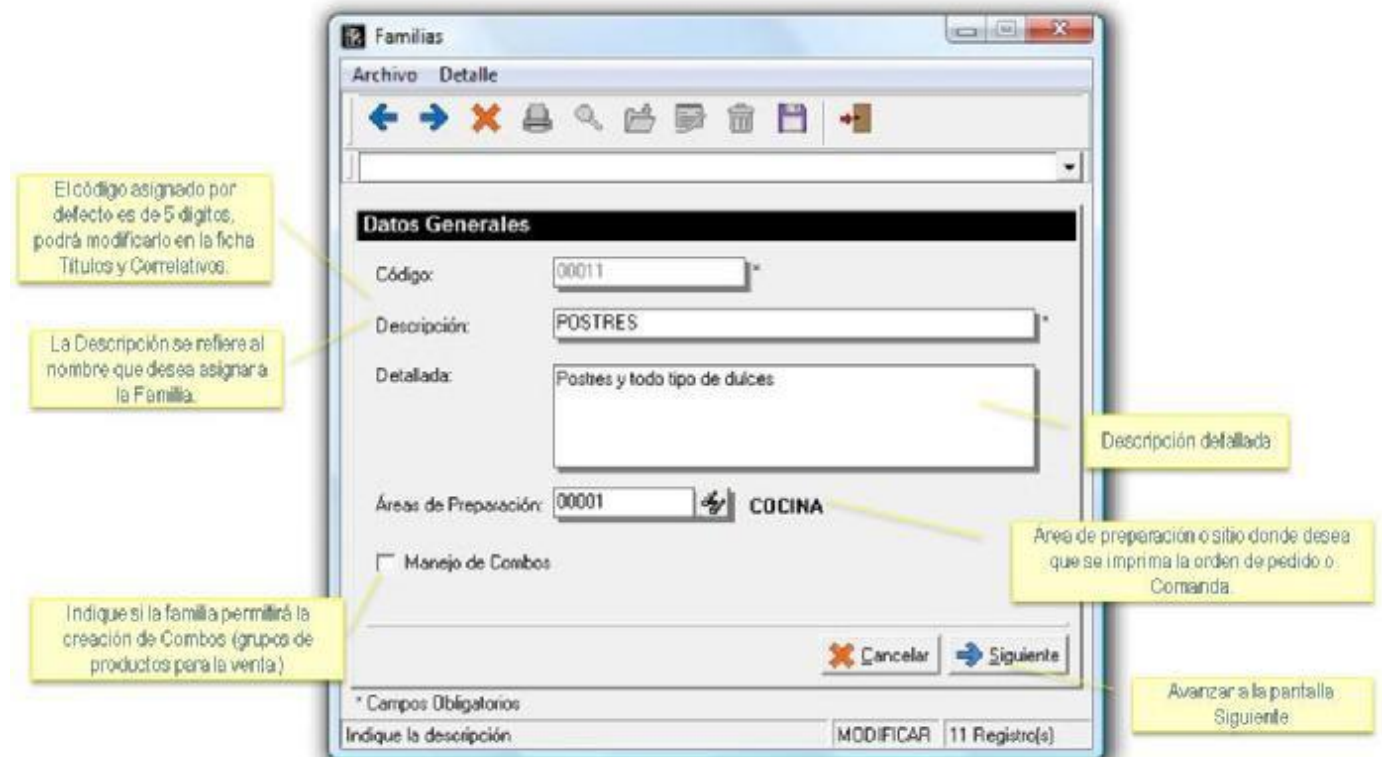 Familias
Archivo Detalle
El código asignado por
defecto es de 5 dígitos,
podrá modificarlo en la ficha
Títulos y Correlativos.
Datos Generales
Código: 00011 *
La Descripción se refiere al
nombre que desea asignar a
la Familia.
Descripción: POSTRES *
Detallada: Postres y todo tipo de dulces
Descripción detallada
Áreas de Preparación: 00001 COCINA
Área de preparación o sitio donde desea
que se imprima la orden de pedido o
Comanda.
Manejo de Combos
Indique si la familia permitirá la
creación de Combos (grupos de
productos para la venta)
Cancelar Siguiente
Avanzar a la pantalla
Siguiente
* Campos Obligatorios
Indique la descripción MODIFICAR 11 Registro(s)